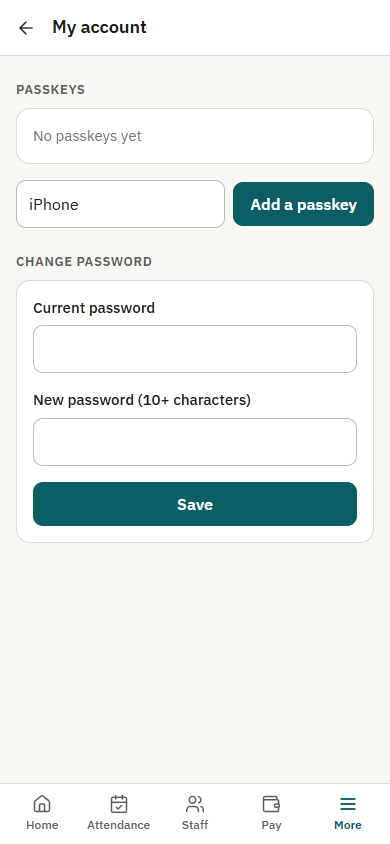 My account
PASSKEYS
No passkeys yet
iPhone
Add a passkey
CHANGE PASSWORD
Current password
New password (10+ characters)
Save
Home
Attendance
Staff
Pay
More